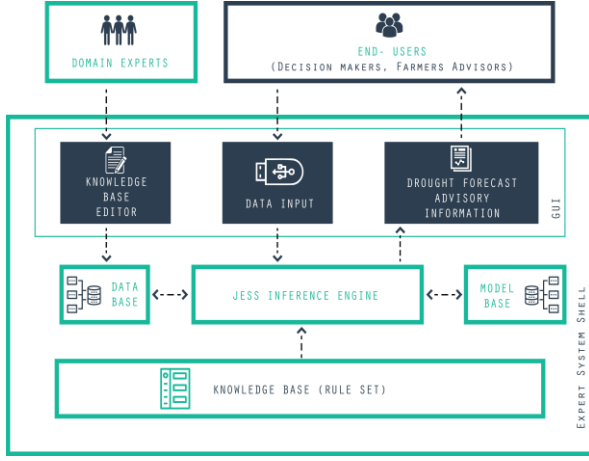 DOMAIN EXPERTS
END- USERS
(DECISION MAKERS, FARMERS ADVISORS)
KNOWLEDGE
BASE
EDITOR
DATA INPUT
DROUGHT FORECAST
ADVISORY
INFORMATION
GUI
DATA
BASE
JESS INFERENCE ENGINE
MODEL
BASE
KNOWLEDGE BASE (RULE SET)
EXPERT SYSTEM SHELL